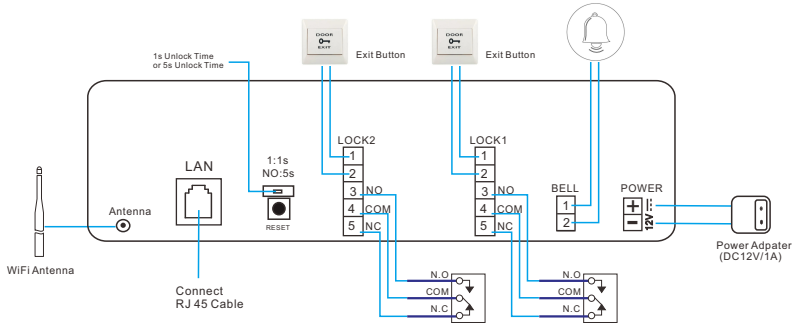 DOOR
EXIT
Exit Button
DOOR
EXIT
Exit Button
1s Unlock Time
or 5s Unlock Time
LOCK2
LOCK1
LAN
1:1s
NO:5s
RESET
1
2
3 NO
4 COM
5 NC
1
2
3 NO
4 COM
5 NC
BELL
1
2
POWER
+
−
12V
Antenna
WiFi Antenna
Connect
RJ 45 Cable
N.O
COM
N.C
N.O
COM
N.C
Power Adpater
(DC12V/1A)